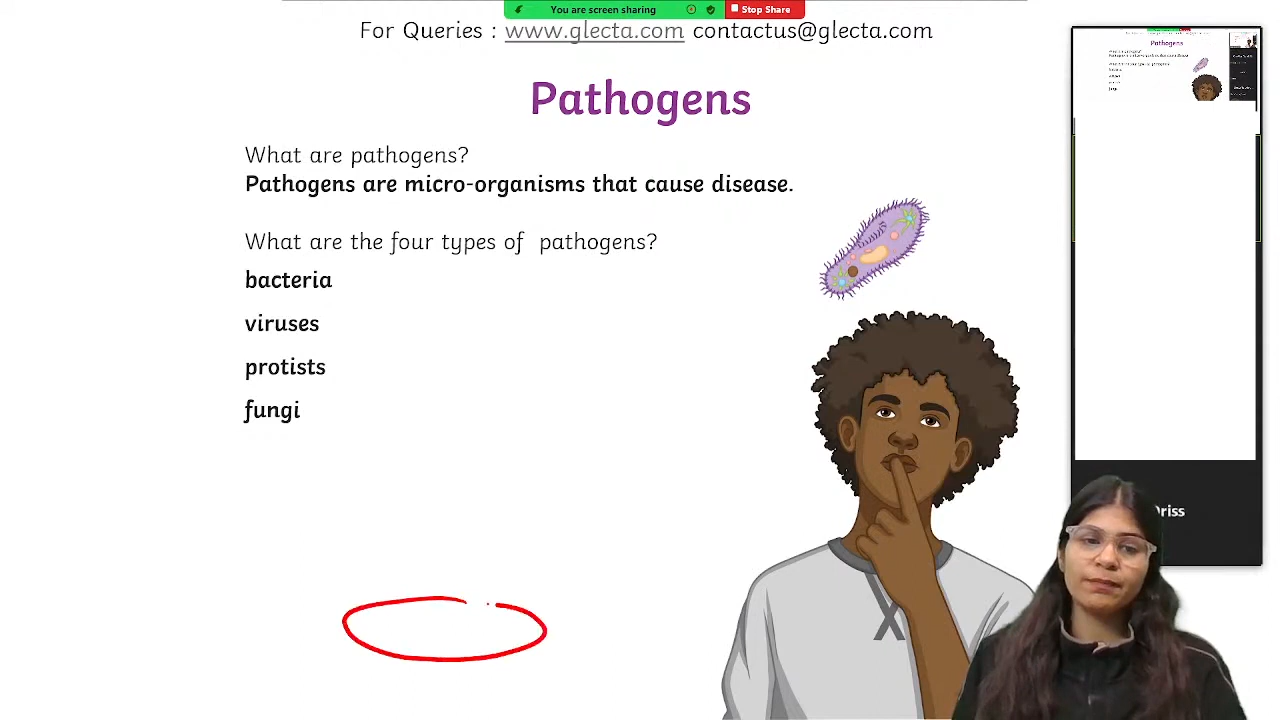 You are screen sharing
Stop Share
For Queries : www.glecta.com contactus@glecta.com
Pathogens
What are pathogens?
Pathogens are micro-organisms that cause disease.
What are the four types of pathogens?
bacteria
viruses
protists
fungi
Pathogens